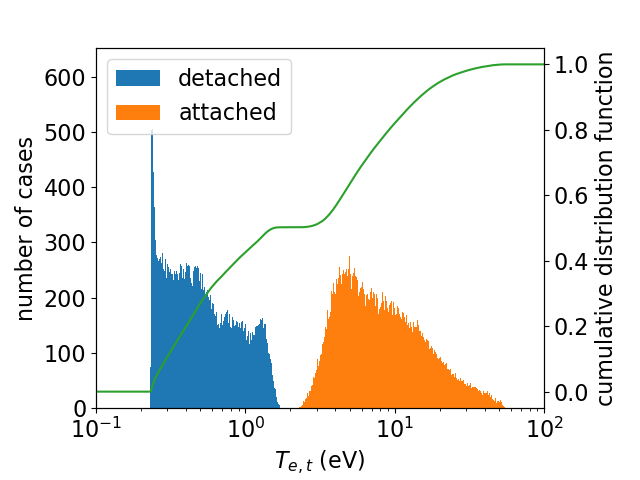 detached
attached
600
500
400
300
200
100
0
number of cases
1.0
0.8
0.6
0.4
0.2
0.0
cumulative distribution function
10⁻¹ 10⁰ 10¹ 10²
Tₑ,ₜ (eV)